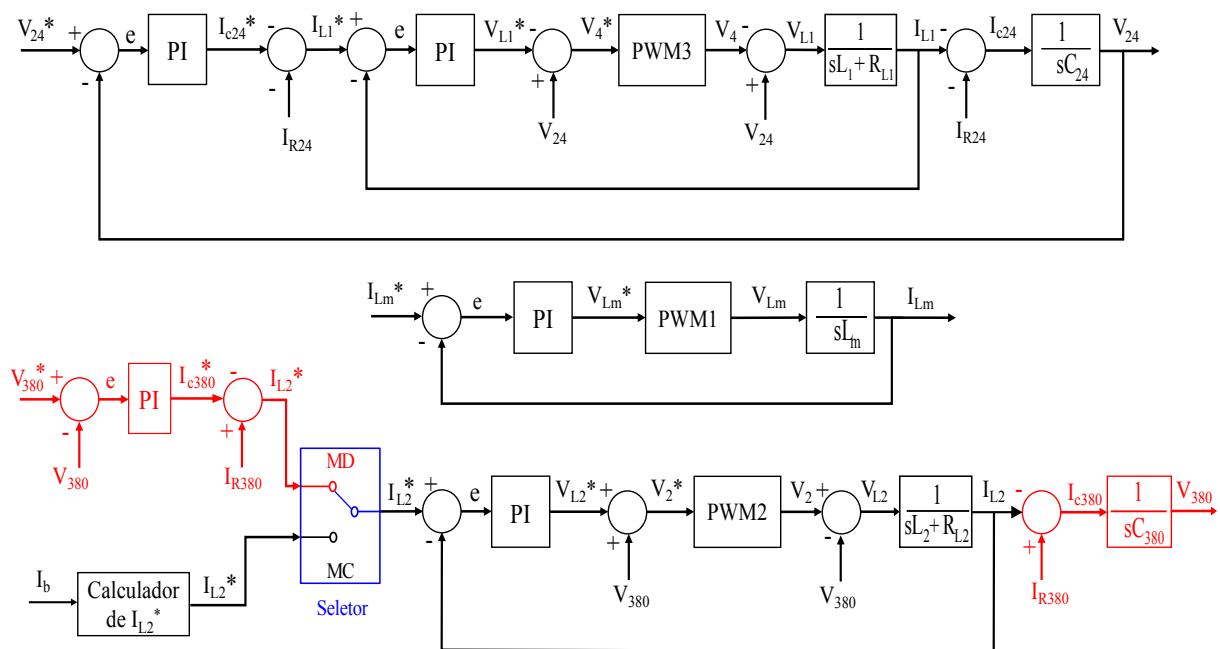 V24* + e PI Ic24* - IL1* + e PI VL1* - V4* PWM3 V4 - VL1 1 IL1 - Ic24 1 V24
sL1 + RL1 sC24
- - - + + -
IR24 V24 V24 IR24
ILm* + e PI VLm* PWM1 VLm 1 ILm
sLm
-
V380* + e PI Ic380* - IL2*
- +
V380 IR380
MD
IL2* + e PI VL2* + V2* PWM2 V2 + VL2 1 IL2 - Ic380 1 V380
sL2 + RL2 sC380
- + - +
V380 V380 IR380
MC
Seletor
Ib Calculador IL2*
de IL2*